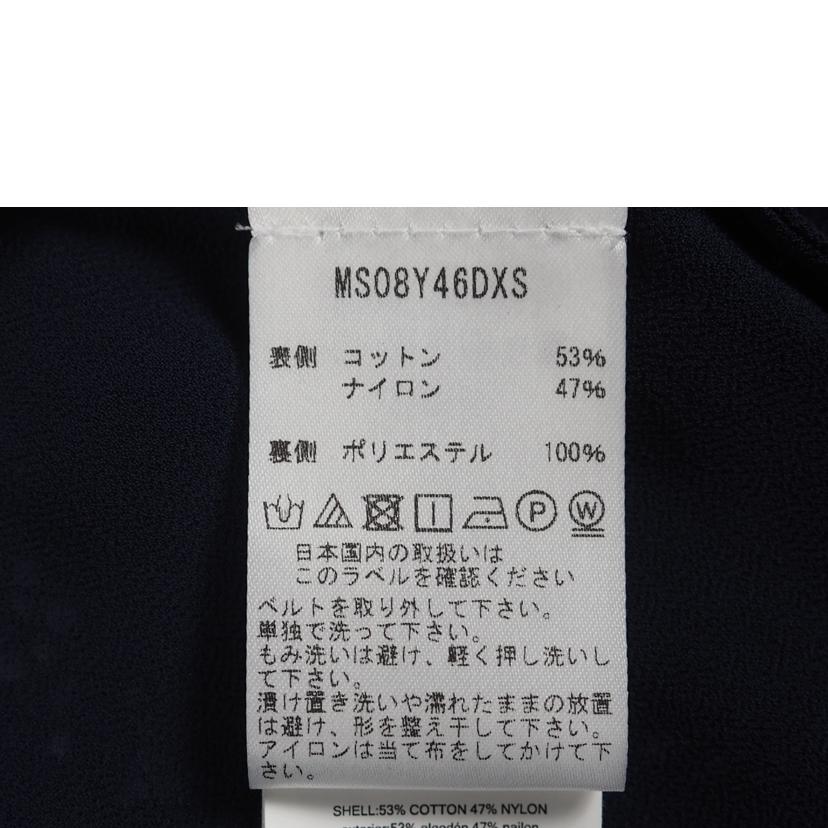 MS08Y46DXS
表側 コットン 53%
ナイロン 47%
裏側 ポリエステル 100%
P W
日本国内の取扱いは
このラベルを確認ください
ベルトを取り外して下さい。
単独で洗って下さい。
もみ洗いは避け、軽く押し洗いし
て下さい。
漬け置き洗いや濡れたままの放置
は避け、形を整え干して下さい。
アイロンは当て布をしてかけて下
さい。
SHELL:53% COTTON 47% NYLON
exterior:53% algodón 47% nailon